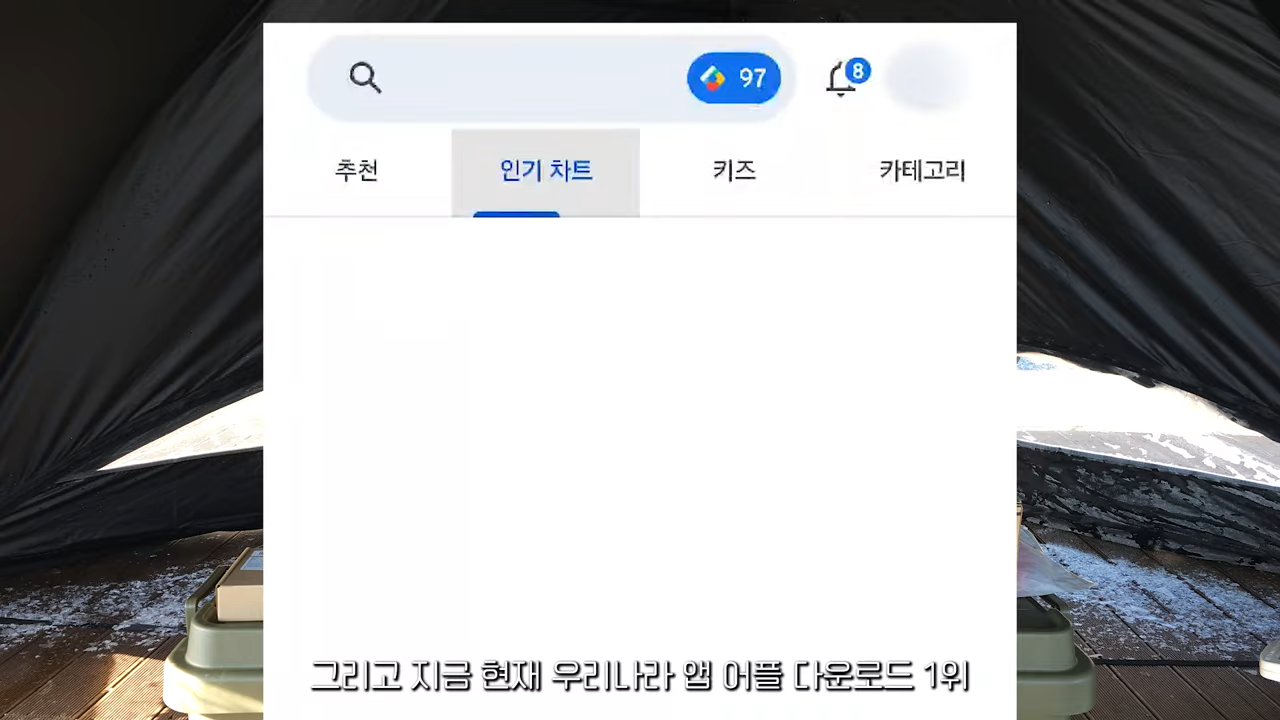 97
8
추천
인기 차트
키즈
카테고리
그리고 지금 현재 우리나라 앱 어플 다운로드 1위